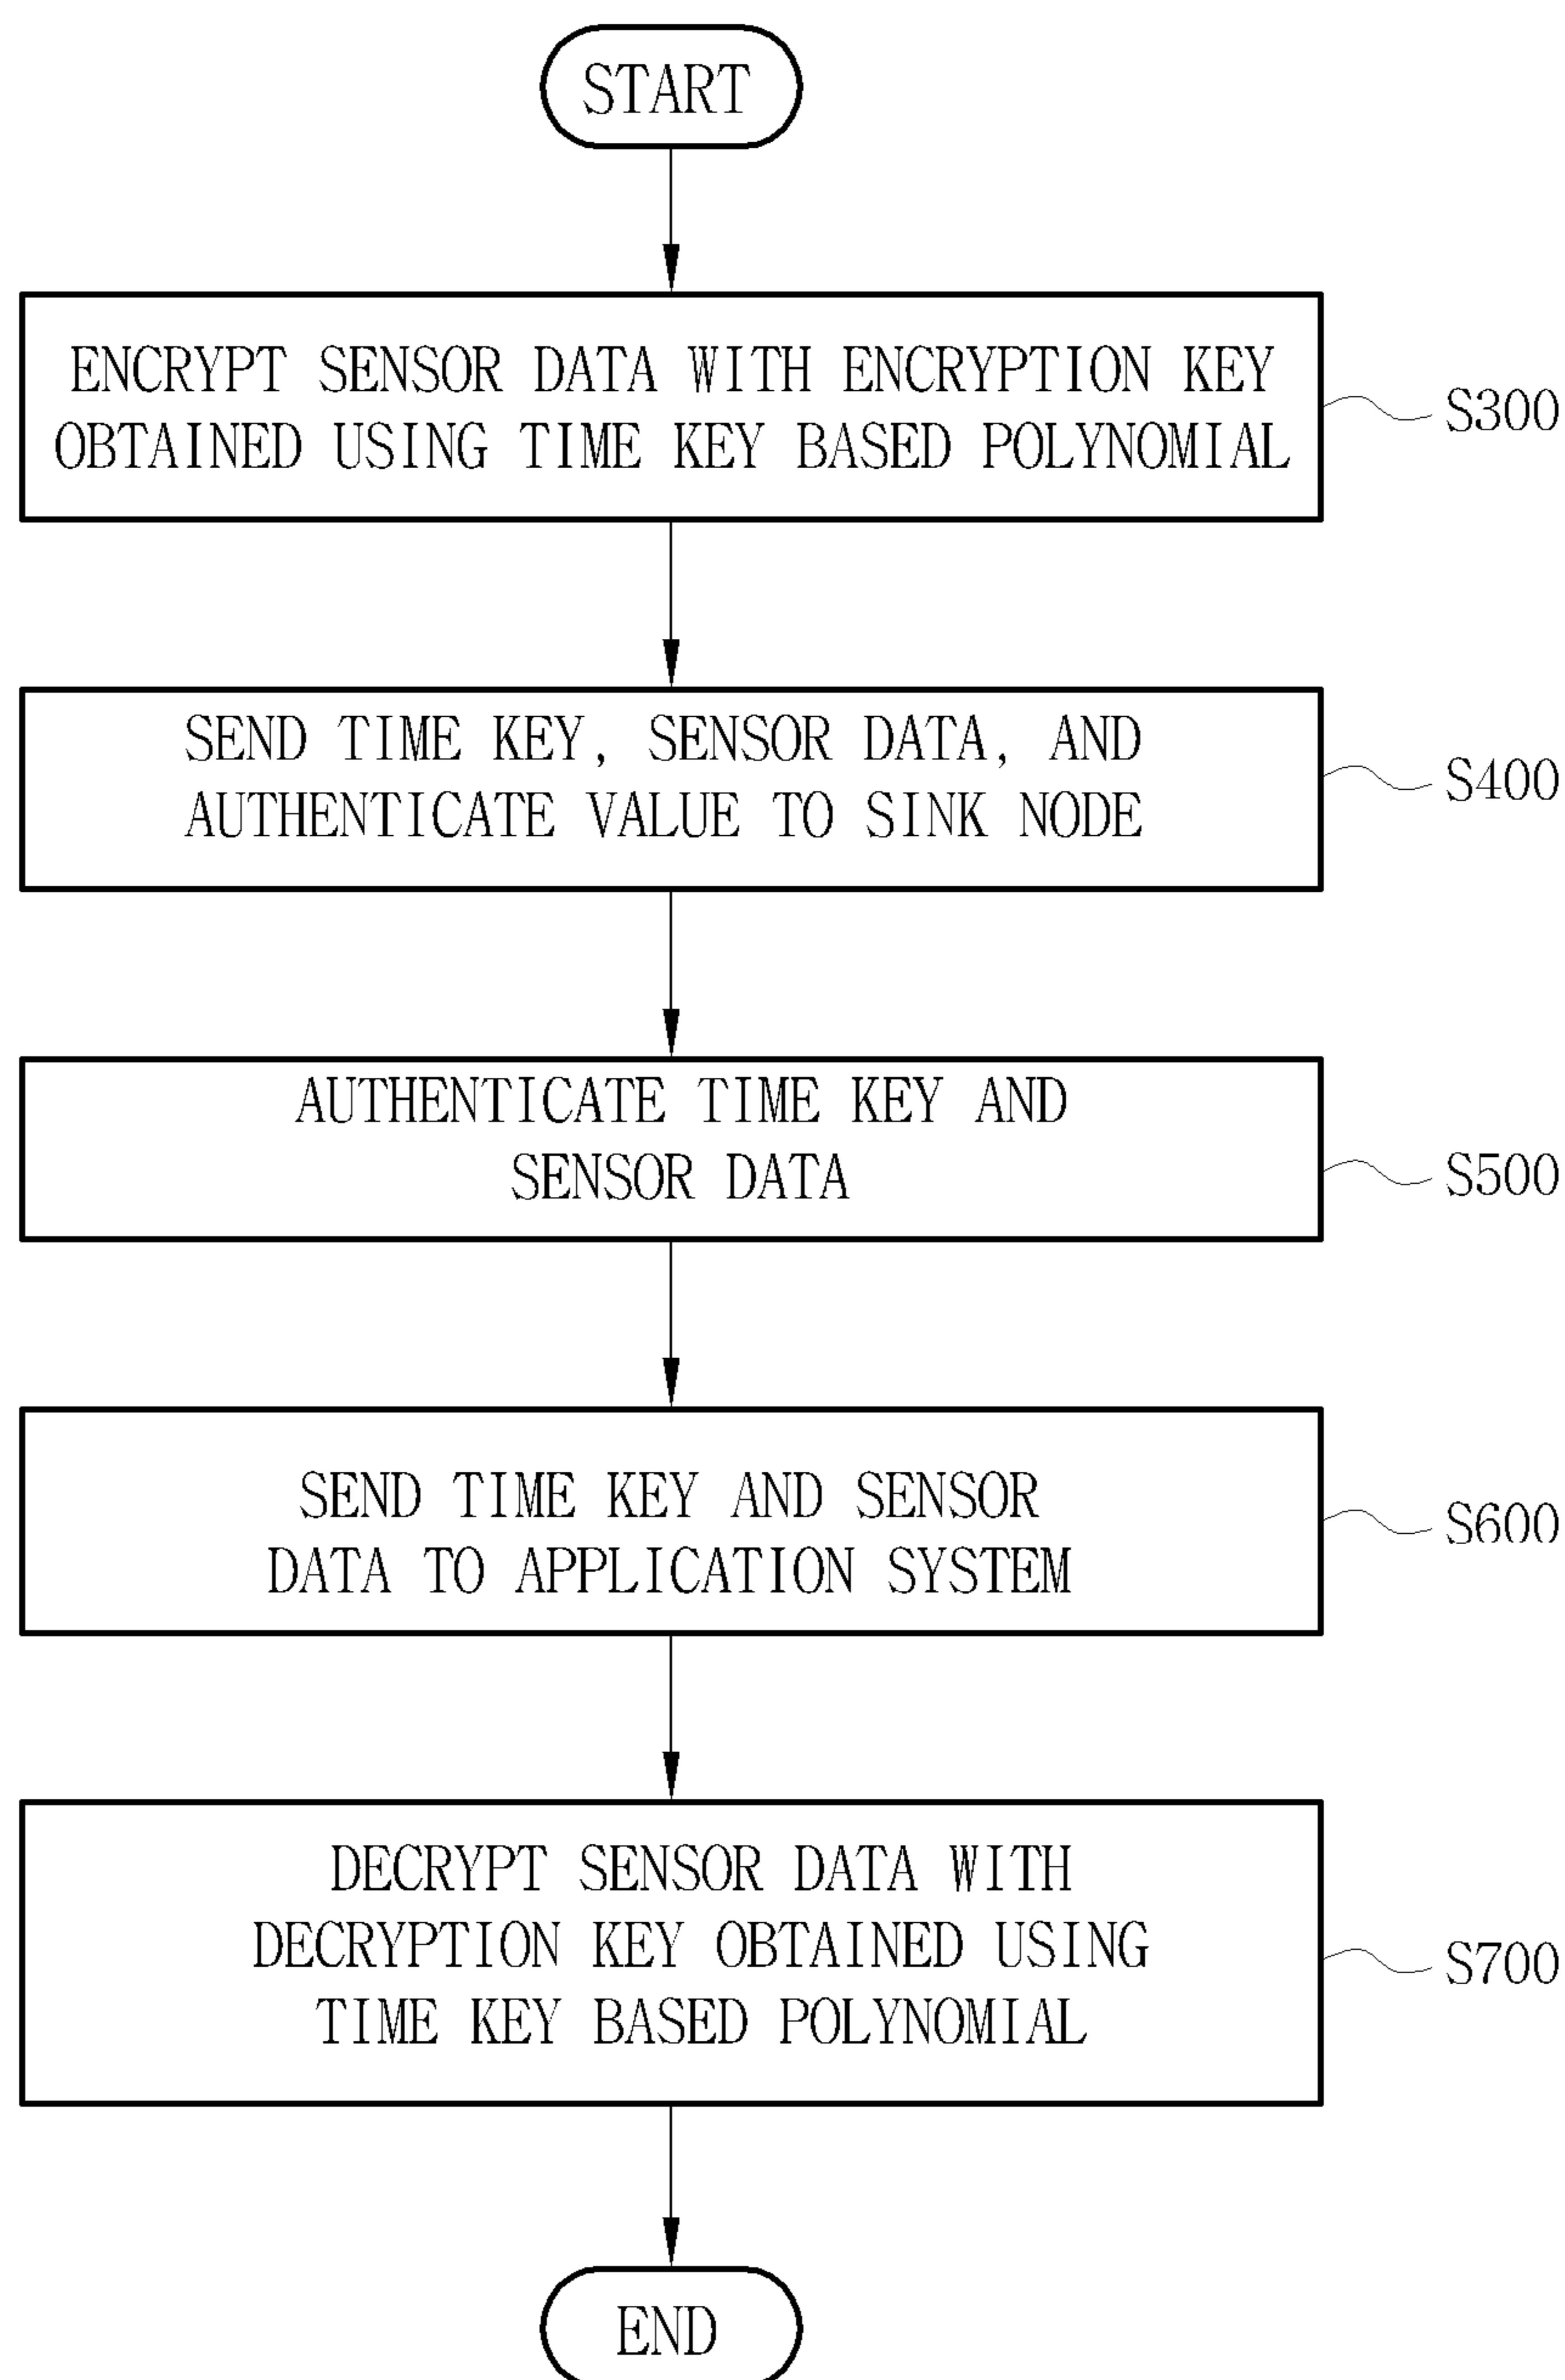 START
ENCRYPT SENSOR DATA WITH ENCRYPTION KEY
OBTAINED USING TIME KEY BASED POLYNOMIAL
S300
SEND TIME KEY, SENSOR DATA, AND
AUTHENTICATE VALUE TO SINK NODE
S400
AUTHENTICATE TIME KEY AND
SENSOR DATA
S500
SEND TIME KEY AND SENSOR
DATA TO APPLICATION SYSTEM
S600
DECRYPT SENSOR DATA WITH
DECRYPTION KEY OBTAINED USING
TIME KEY BASED POLYNOMIAL
S700
END